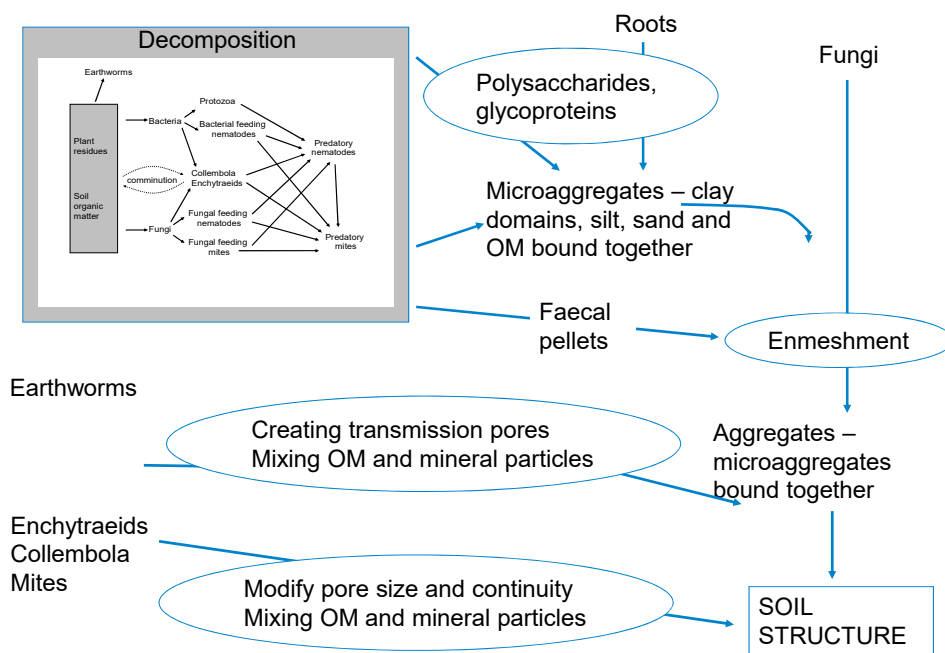 Decomposition
Earthworms
Plant
residues
Soil
organic
matter
comminution
Bacteria
Fungi
Protozoa
Bacterial feeding
nematodes
Collembola
Enchytraeids
Fungal feeding
nematodes
Fungal feeding
mites
Predatory
nematodes
Predatory
mites
Roots
Polysaccharides,
glycoproteins
Fungi
Microaggregates – clay
domains, silt, sand and
OM bound together
Faecal
pellets
Enmeshment
Earthworms
Creating transmission pores
Mixing OM and mineral particles
Aggregates –
microaggregates
bound together
Enchytraeids
Collembola
Mites
Modify pore size and continuity
Mixing OM and mineral particles
SOIL
STRUCTURE